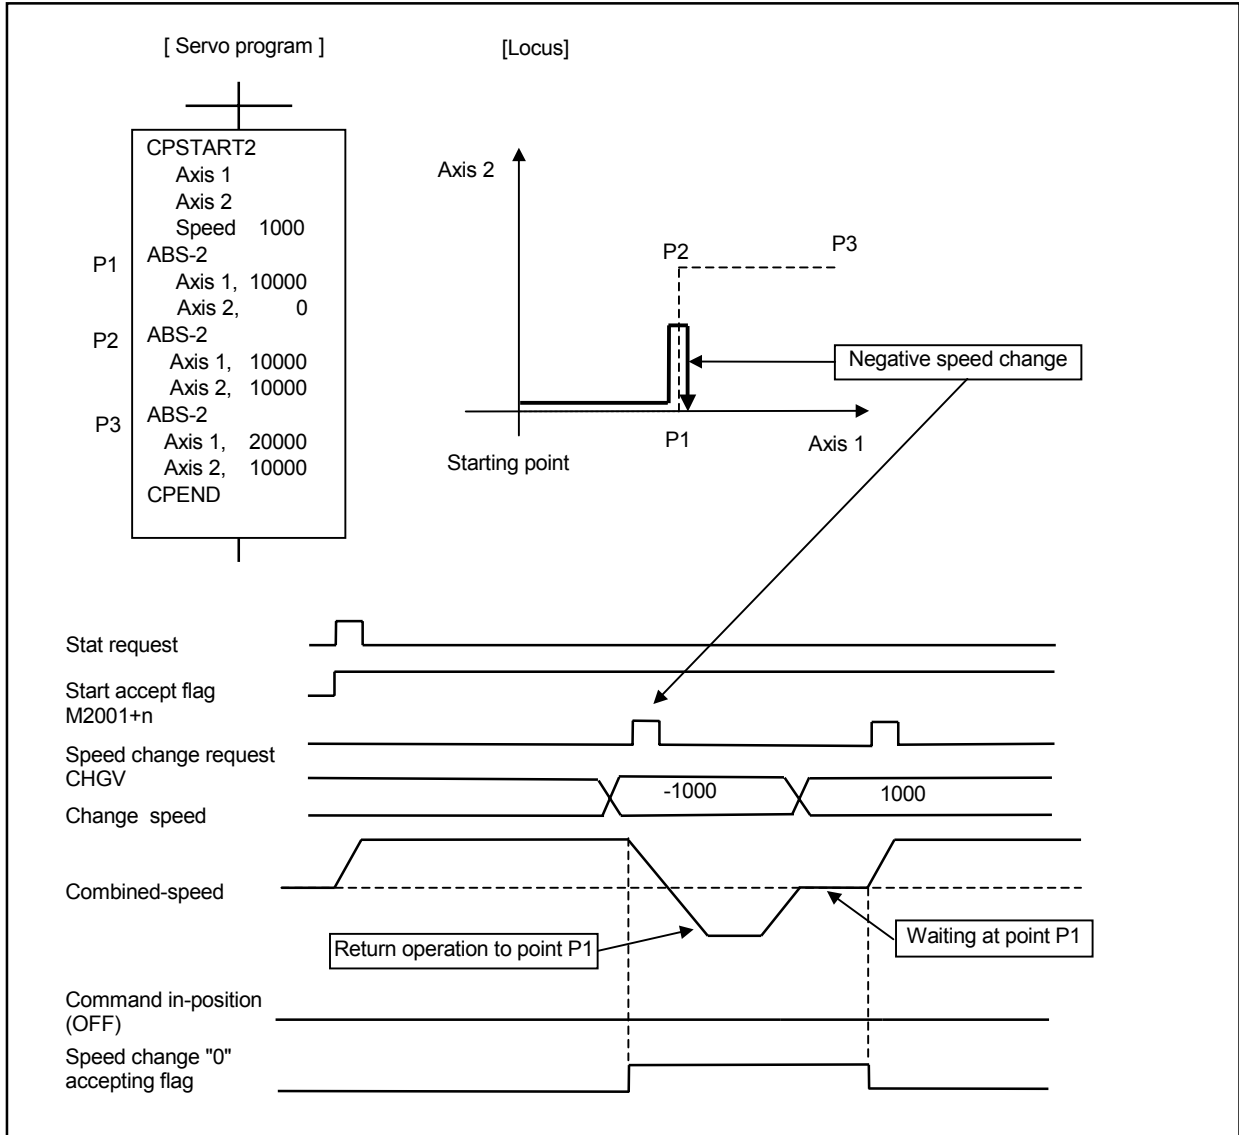 [ Servo program ]
[Locus]
CPSTART2
Axis 1
Axis 2
Speed 1000
P1 ABS-2
Axis 1, 10000
Axis 2, 0
P2 ABS-2
Axis 1, 10000
Axis 2, 10000
P3 ABS-2
Axis 1, 20000
Axis 2, 10000
CPEND
Axis 2
P2
P3
Negative speed change
P1
Axis 1
Starting point
Stat request
Start accept flag
M2001+n
Speed change request
CHGV
-1000
1000
Change speed
Combined-speed
Return operation to point P1
Waiting at point P1
Command in-position
(OFF)
Speed change "0"
accepting flag